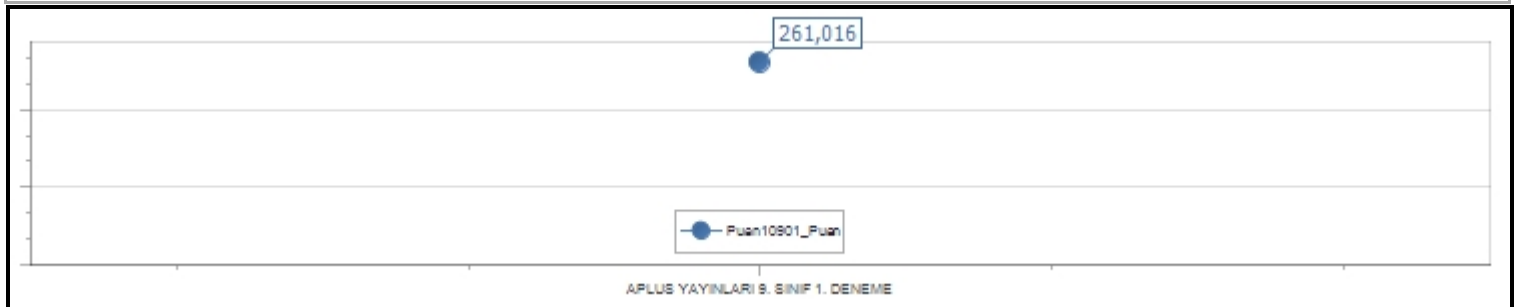 261,016
Puan10901_Puan
APLUS YAYINLARI 9. SINIF 1. DENEME